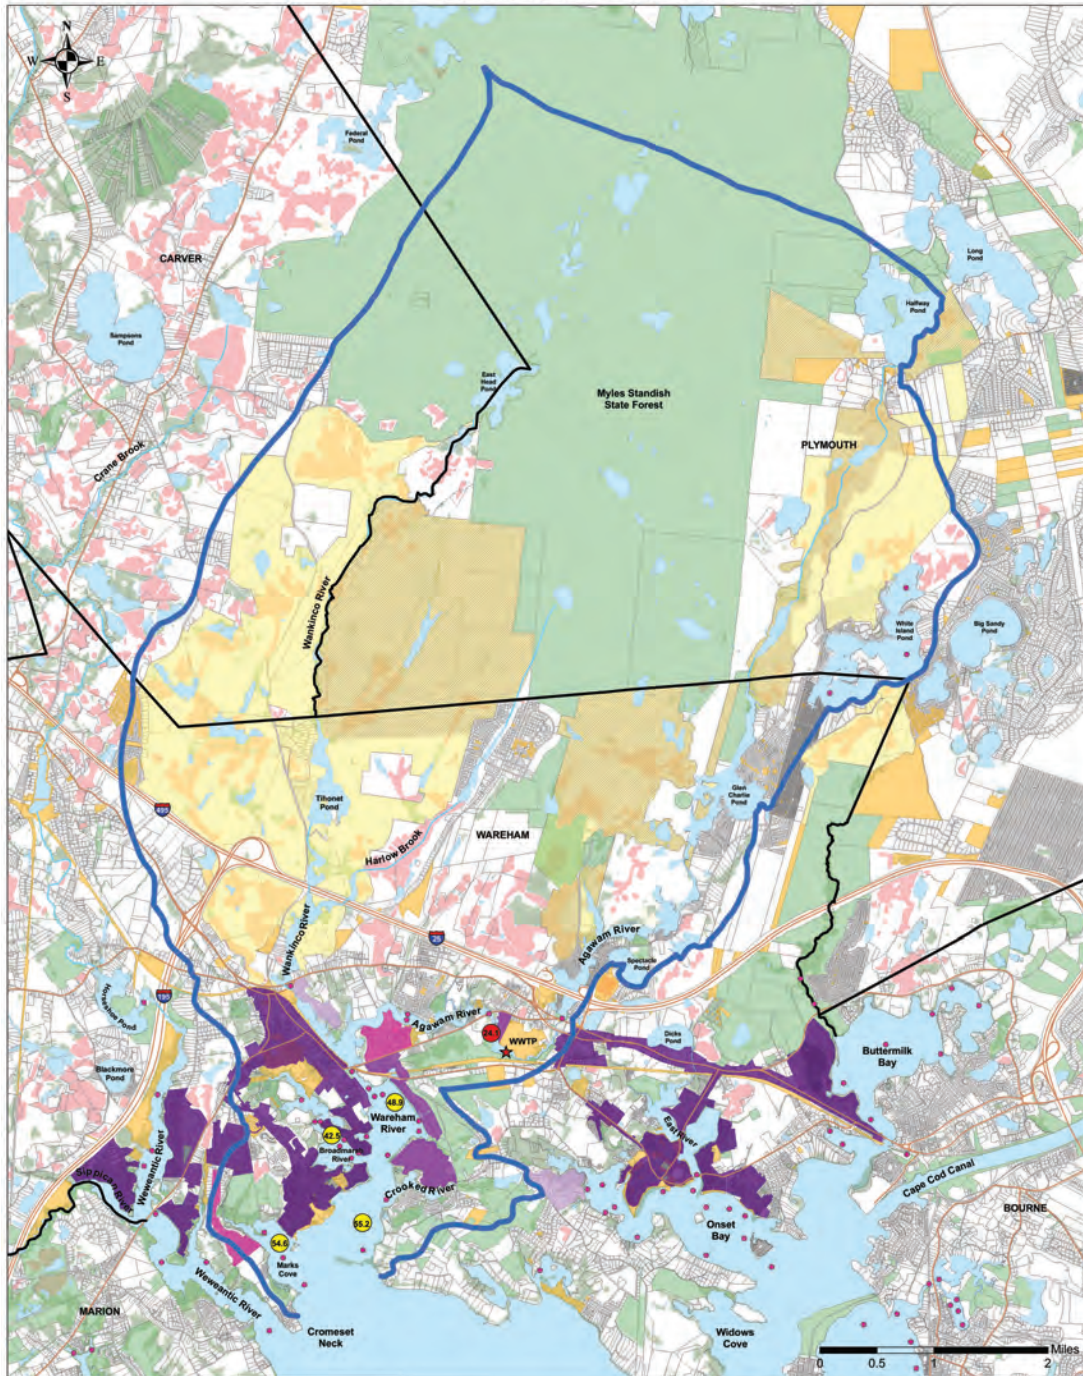 N
W E
S
Federal
Pond
CARVER
Long
Pond
Halfway
Pond
Sampsons
Pond
East
Head
Pond
Myles Standish
State Forest
PLYMOUTH
Crane Brook
Wankinco River
White
Island
Pond
Big Sandy
Pond
Glen
Charlie
Pond
Tihonet
Pond
495
WAREHAM
Harlow Brook
Wankinco River
25
Agawam River
Spectacle
Pond
195
Horseshoe Pond
Agawam River
24.1
WWTP
Dicks
Pond
Buttermilk
Bay
Blackmore
Pond
48.9
Wareham
River
42.5
Broadmarsh
River
East River
Weweantic River
Sippican River
Crooked River
Cape Cod Canal
BOURNE
55.2
54.6
Marks
Cove
Onset
Bay
Weweantic River
MARION
Cromeset
Neck
Widows
Cove
Miles
0 0.5 1 2